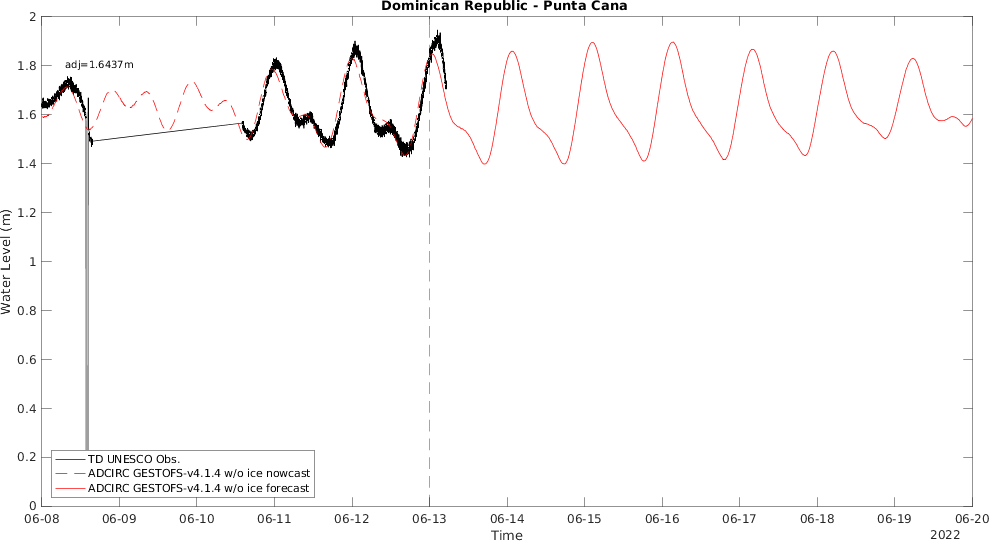 Dominican Republic - Punta Cana
adj=1.6437m
Water Level (m)
2
1.8
1.6
1.4
1.2
1
0.8
0.6
0.4
0.2
0
TD UNESCO Obs.
ADCIRC GESTOFS-v4.1.4 w/o ice nowcast
ADCIRC GESTOFS-v4.1.4 w/o ice forecast
06-08 06-09 06-10 06-11 06-12 06-13 06-14 06-15 06-16 06-17 06-18 06-19 06-20
Time
2022